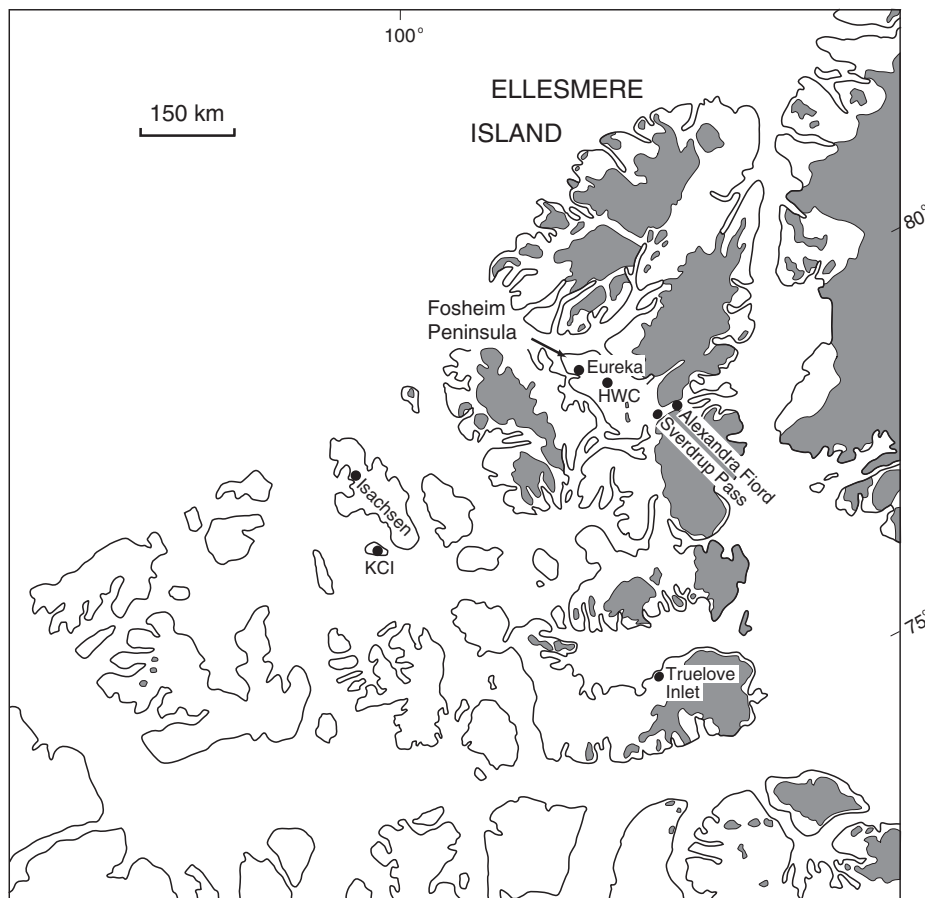 100°
ELLESMERE
ISLAND
150 km
80°
Fosheim
Peninsula
Eureka
HWC
Alexandra Fiord
Sverdrup Pass
Isachsen
KCI
75°
Truelove
Inlet